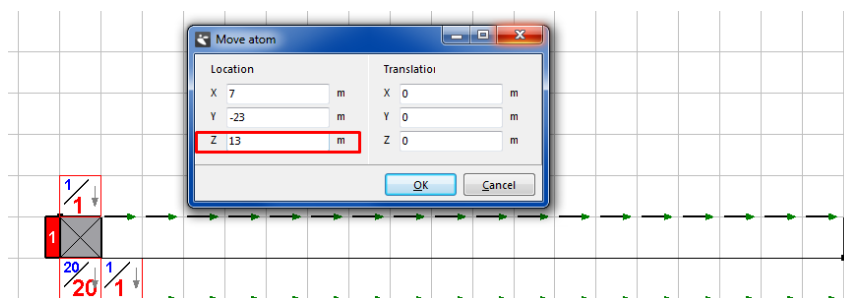 Move atom
Location Translation
X 7 m X 0 m
Y -23 m Y 0 m
Z 13 m Z 0 m
OK Cancel
1/1
1
20/20 1/1